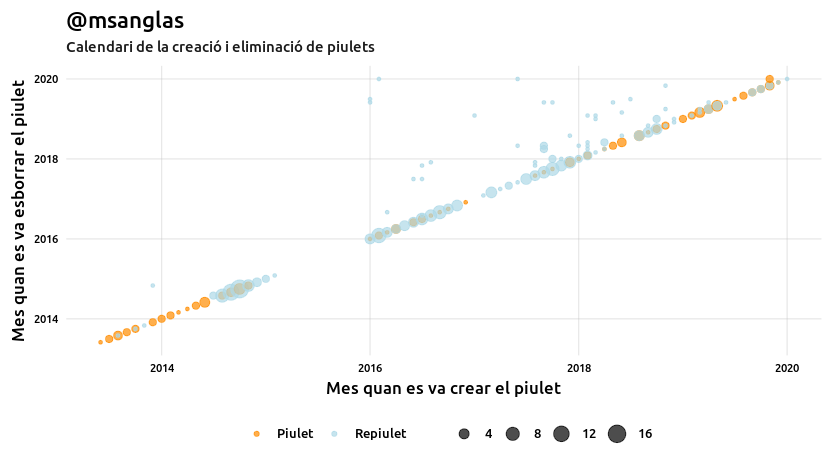 @msanglas
Calendari de la creació i eliminació de piulets
Mes quan es va esborrar el piulet
2020
2018
2016
2014
2014 2016 2018 2020
Mes quan es va crear el piulet
Piulet Repiulet 4 8 12 16